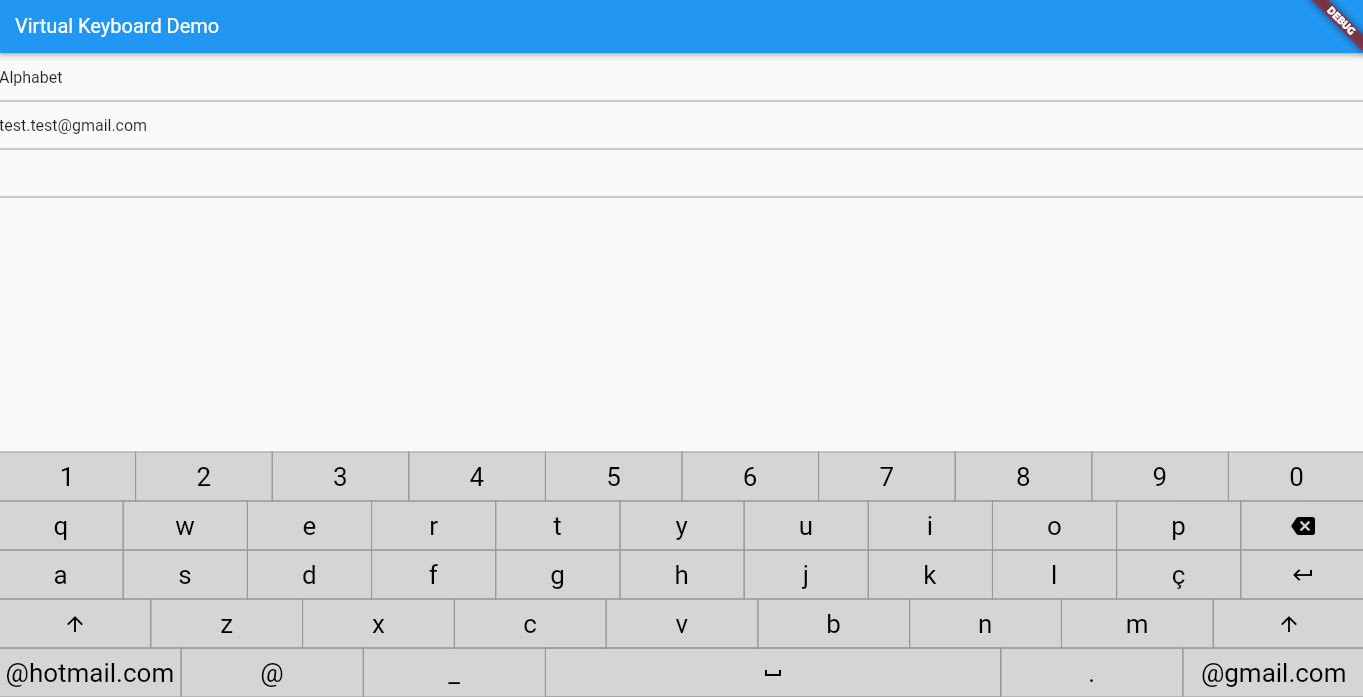 Virtual Keyboard Demo
DEBUG
Alphabet
test.test@gmail.com
1 2 3 4 5 6 7 8 9 0
q w e r t y u i o p
a s d f g h j k l ç
z x c v b n m
@hotmail.com @ _ . @gmail.com